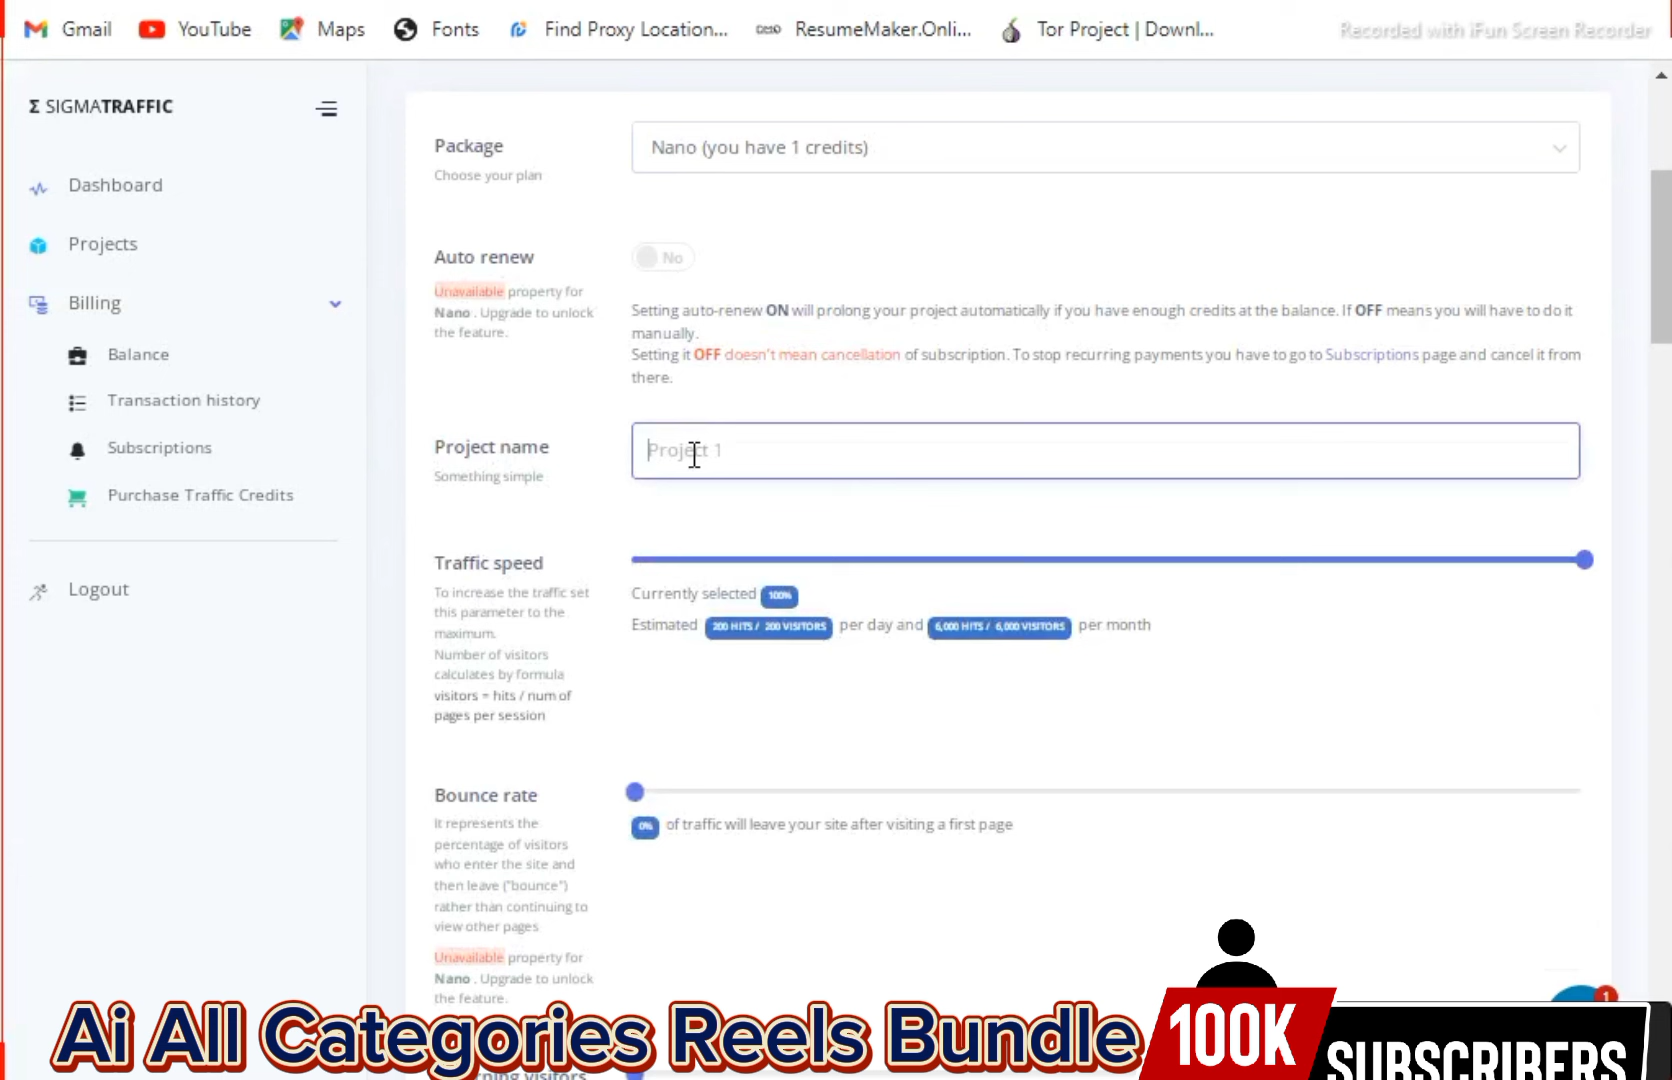 Gmail YouTube Maps Fonts Find Proxy Location... ResumeMaker.Onli... Tor Project | Downl...
Recorded with iFun Screen Recorder
Σ SIGMATRAFFIC
Dashboard
Projects
Billing
Balance
Transaction history
Subscriptions
Purchase Traffic Credits
Logout
Package
Choose your plan
Nano (you have 1 credits)
Auto renew
Unavailable property for
Nano . Upgrade to unlock
the feature.
No
Setting auto-renew ON will prolong your project automatically if you have enough credits at the balance. If OFF means you will have to do it
manually.
Setting it OFF doesn't mean cancellation of subscription. To stop recurring payments you have to go to Subscriptions page and cancel it from
there.
Project name
Something simple
Project 1
Traffic speed
To increase the traffic set
this parameter to the
maximum.
Number of visitors
calculates by formula
visitors = hits / num of
pages per session
Currently selected 100%
Estimated 200 HITS / 200 VISITORS per day and 6,000 HITS / 6,000 VISITORS per month
Bounce rate
It represents the
percentage of visitors
who enter the site and
then leave ("bounce")
rather than continuing to
view other pages
Unavailable property for
Nano . Upgrade to unlock
the feature.
0% of traffic will leave your site after visiting a first page
1
Ai All Categories Reels Bundle
100K
SUBSCRIBERS
visitors